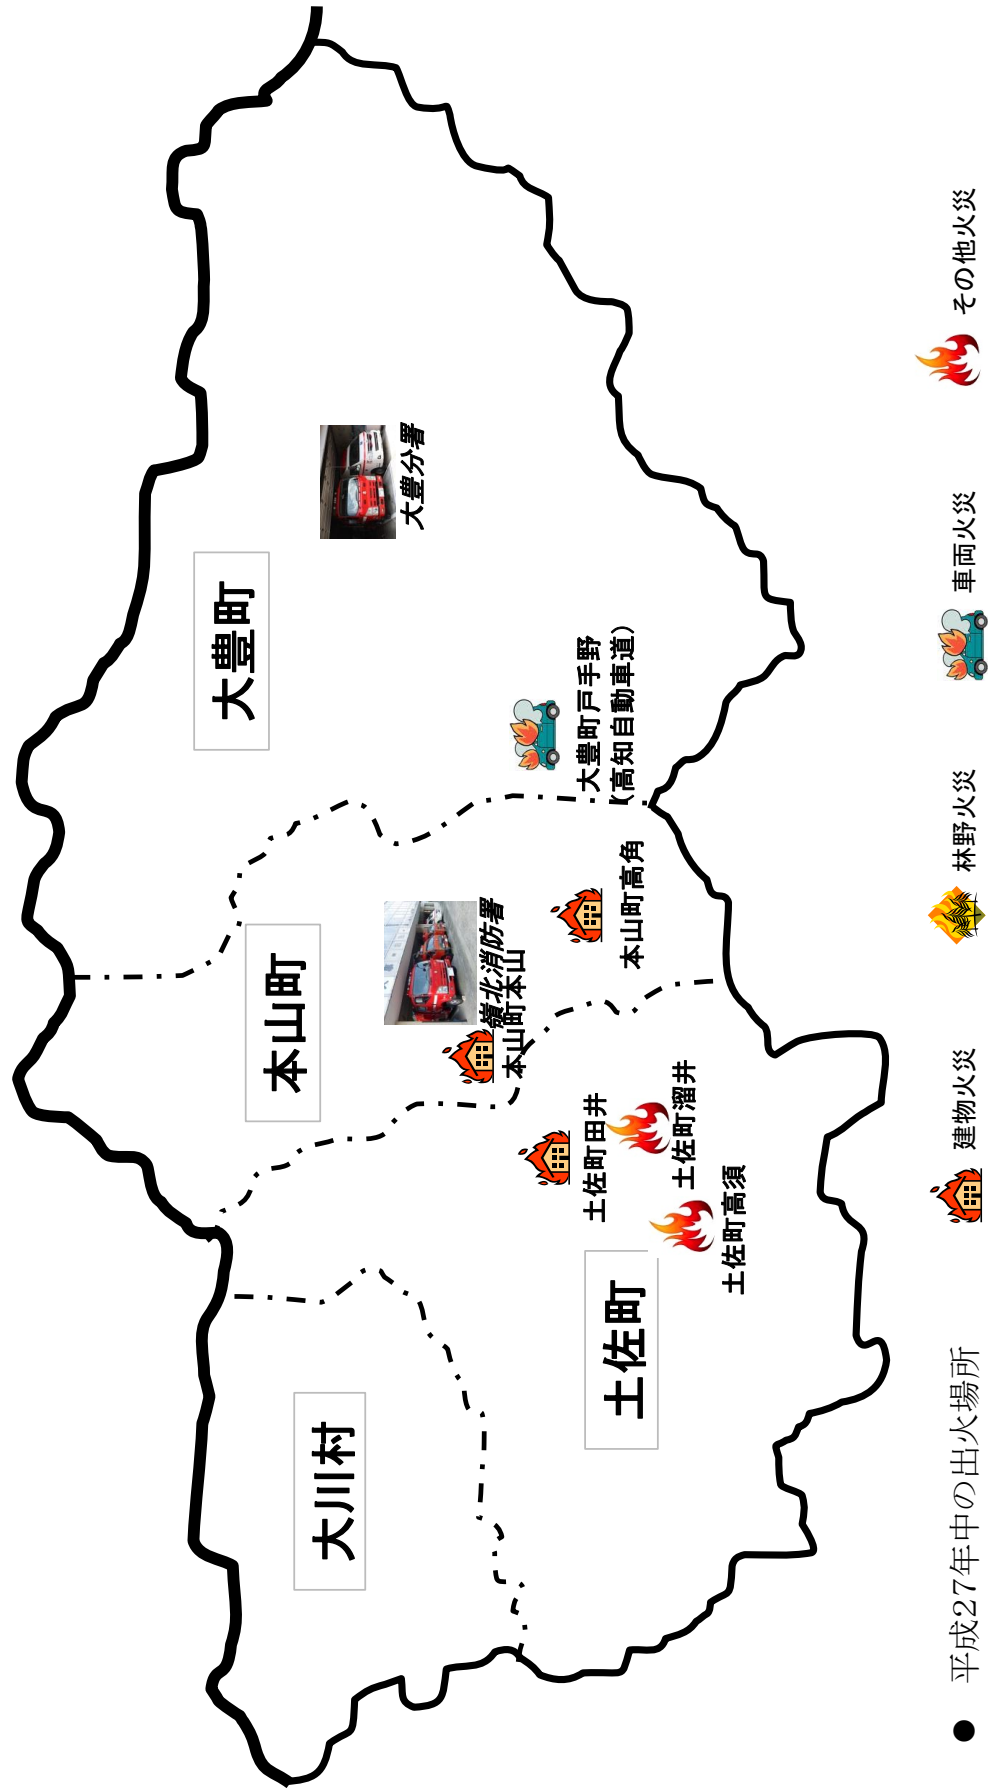 大川村
土佐町
本山町
大豊町
大豊分署
嶺北消防署
本山町本山
本山町高角
大豊町戸手野
（高知自動車道）
土佐町田井
土佐町溜井
土佐町高須
● 平成27年中の出火場所
建物火災
林野火災
車両火災
その他火災